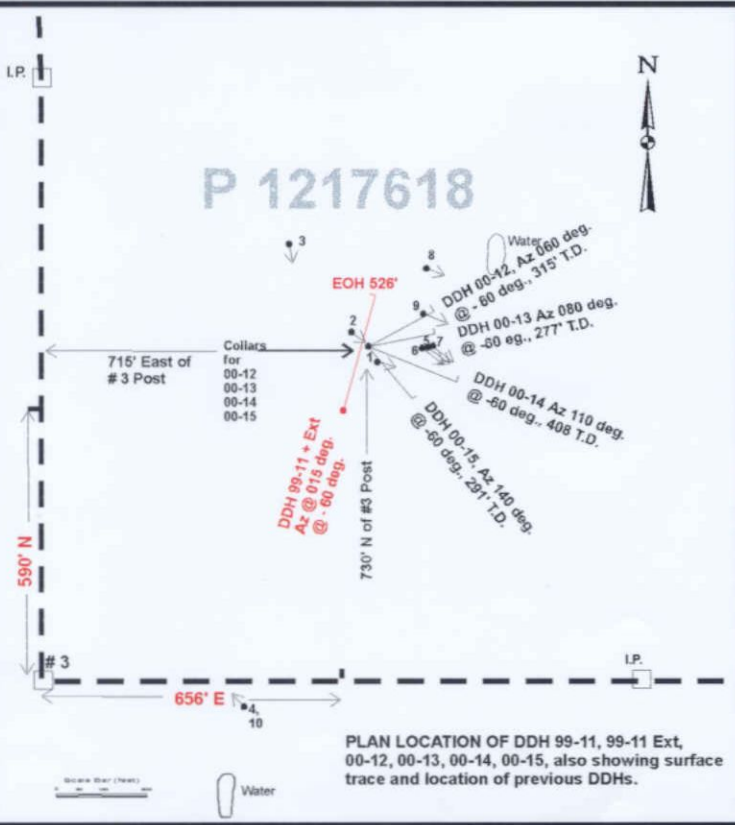 I.P.
N
P 1217618
3
8
Water
DDH 00-12, Az 060 deg.
@ - 60 deg., 315' T.D.
EOH 526'
9
2
DDH 00-13 Az 080 deg.
@ -60 eg., 277' T.D.
5
7
6
1
715' East of
# 3 Post
Collars
for
00-12
00-13
00-14
00-15
DDH 00-14 Az 110 deg.
@ -60 deg., 408 T.D.
DDH 00-15, Az 140 deg.
@ -60 deg., 291' T.D.
DDH 99-11 + Ext
Az @ 015 deg.
@ - 60 deg.
730' N of #3 Post
590' N
# 3
I.P.
656' E
4,
10
PLAN LOCATION OF DDH 99-11, 99-11 Ext,
00-12, 00-13, 00-14, 00-15, also showing surface
trace and location of previous DDHs.
Scale Bar (feet)
Water